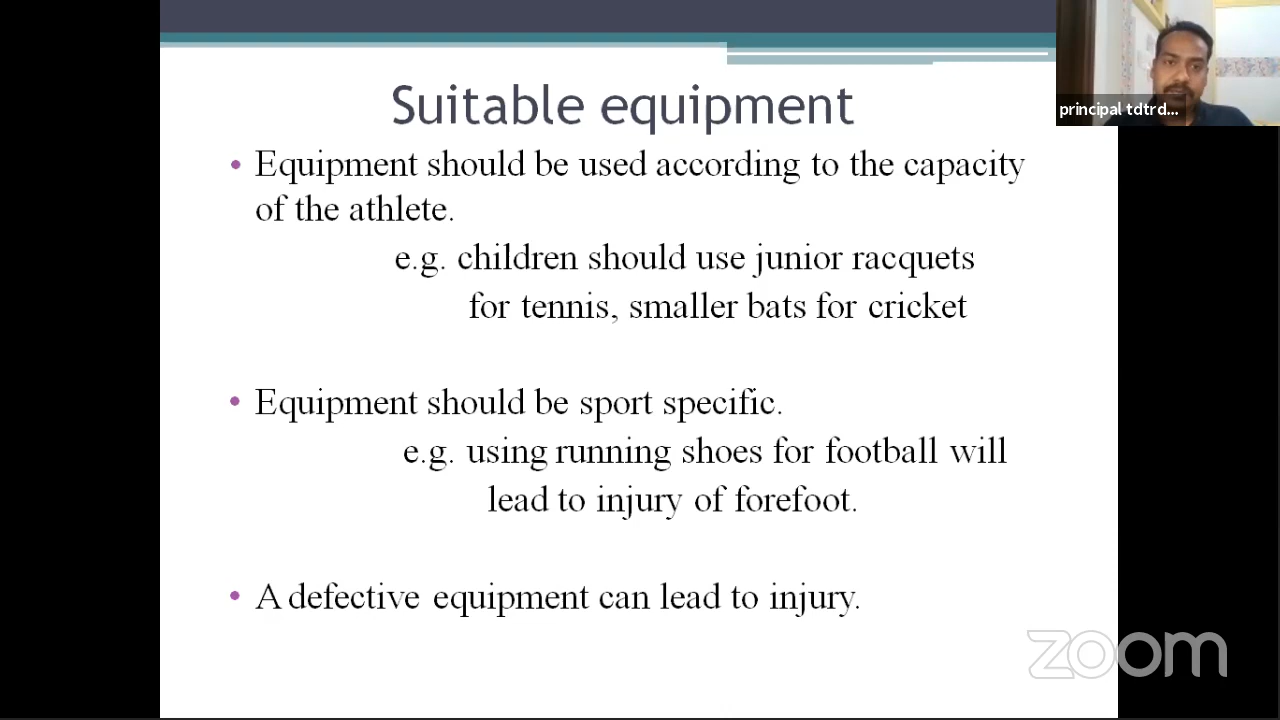 Suitable equipment
• Equipment should be used according to the capacity
of the athlete.
e.g. children should use junior racquets
for tennis, smaller bats for cricket
• Equipment should be sport specific.
e.g. using running shoes for football will
lead to injury of forefoot.
• A defective equipment can lead to injury.
principal tdtrd...
zoom